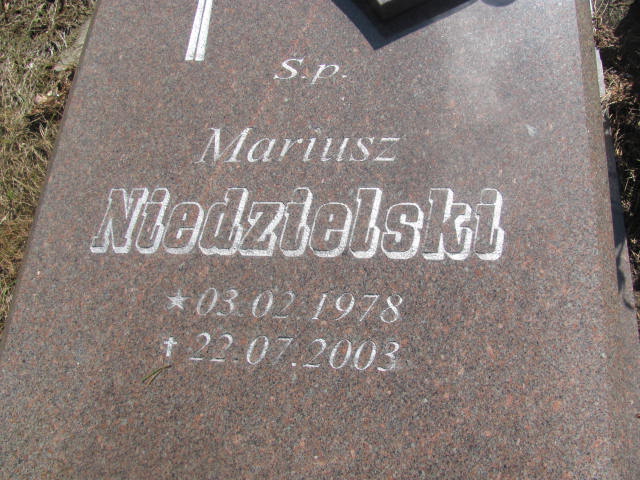 Ś.p.
Mariusz
Niedzielski
★ 03.02.1978
✝ 22.07.2003